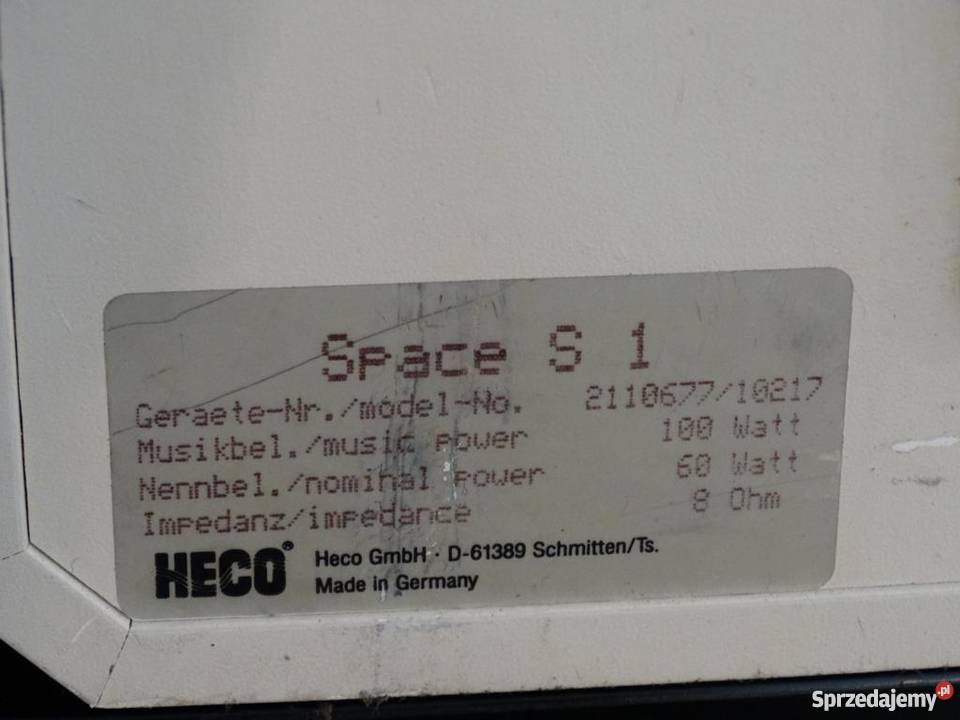 Space S 1
Geraete-Nr./model-No. 2110677/10217
Musikbel./music power 100 Watt
Nennbel./nominal power 60 Watt
Impedanz/impedance 8 Ohm
HECO® Heco GmbH · D-61389 Schmitten/Ts.
Made in Germany
Sprzedajemy.pl